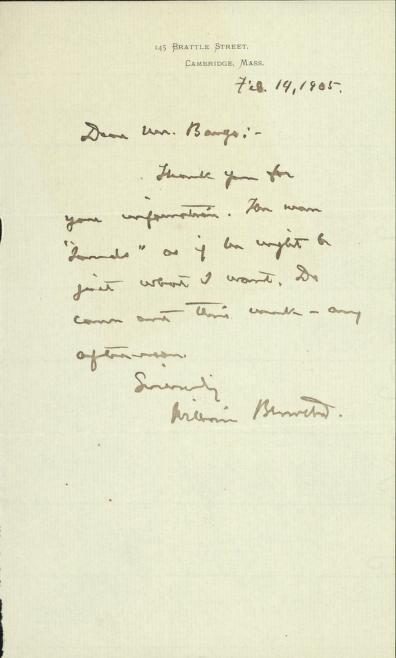 145 BRATTLE STREET,
CAMBRIDGE, MASS.
Feb. 14, 1905.
Dear Mr. Bangs:-
Thank you for
your information. The man
sounds" as if he might be
just what I want. Do
come out this week - any
afternoon.
Sincerely
William Brewster.